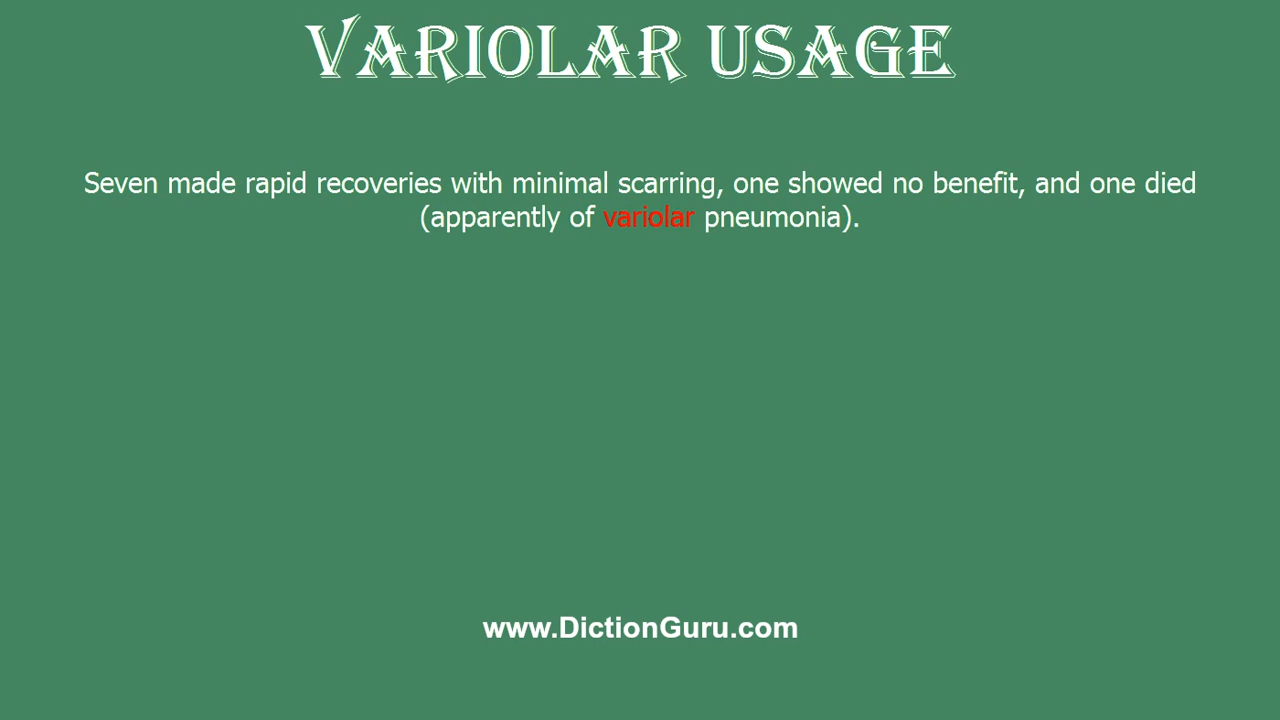 VARIOLAR USAGE
Seven made rapid recoveries with minimal scarring, one showed no benefit, and one died
(apparently of variolar pneumonia).
www.DictionGuru.com